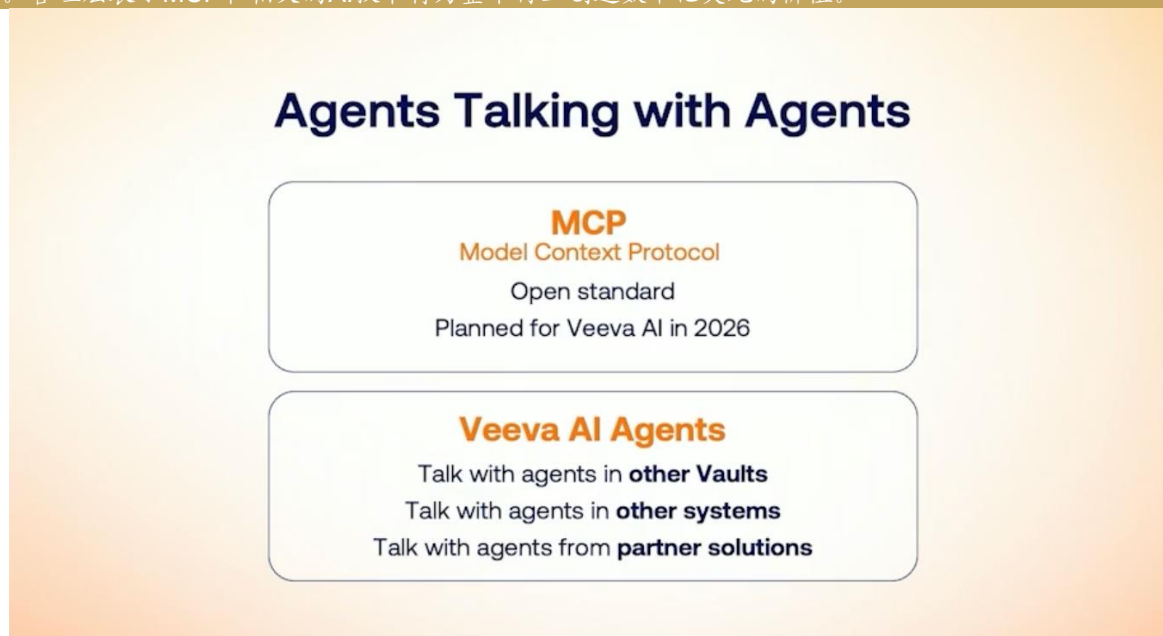 Agents Talking with Agents
MCP
Model Context Protocol
Open standard
Planned for Veeva AI in 2026
Veeva AI Agents
Talk with agents in other Vaults
Talk with agents in other systems
Talk with agents from partner solutions